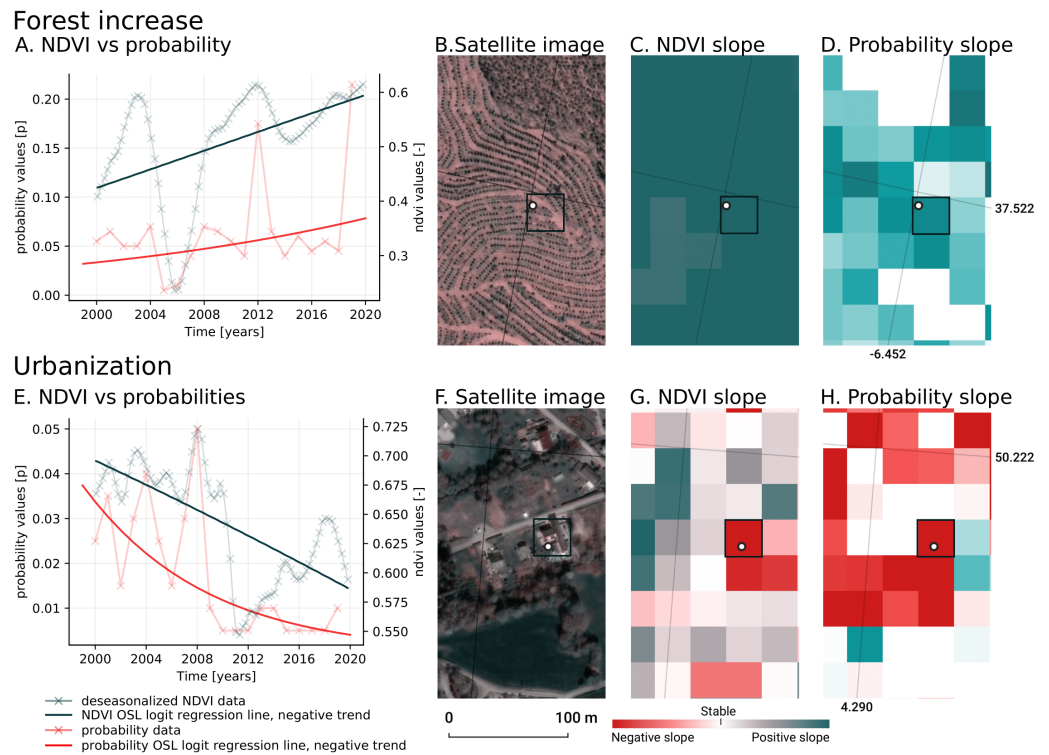 Forest increase
A. NDVI vs probability
B.Satellite image
C. NDVI slope
D. Probability slope
probability values [p]
0.20
0.15
0.10
0.05
0.00
0.6
0.5
0.4
0.3
ndvi values [-]
2000
2004
2008
2012
2016
2020
Time [years]
37.522
-6.452
Urbanization
E. NDVI vs probabilities
F. Satellite image
G. NDVI slope
H. Probability slope
probability values [p]
0.05
0.04
0.03
0.02
0.01
0.725
0.700
0.675
0.650
0.625
0.600
0.575
0.550
ndvi values [-]
2000
2004
2008
2012
2016
2020
Time [years]
50.222
4.290
deseasonalized NDVI data
NDVI OSL logit regression line, negative trend
probability data
probability OSL logit regression line, negative trend
0
100 m
Stable
Negative slope
Positive slope